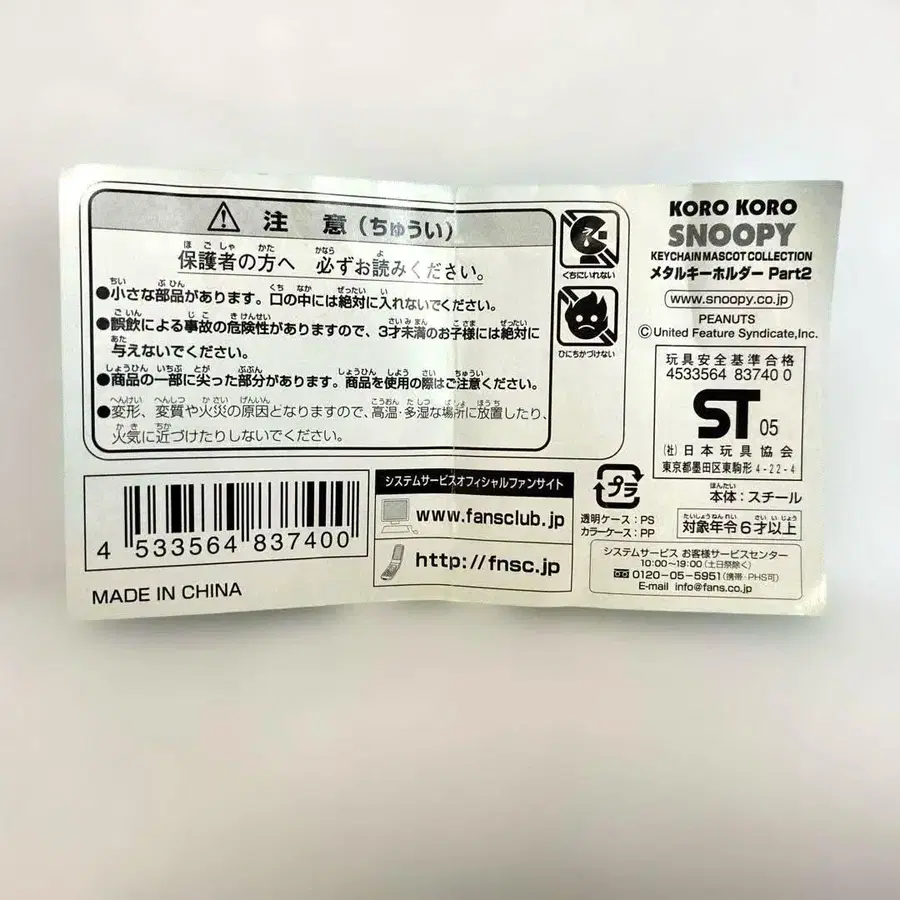 注意(ちゅうい)
ほごしゃ かた かなら よ
保護者の方へ 必ずお読みください。
ちい ぶひん くち なか ぜったい い
●小さな部品があります。口の中には絶対に入れないでください。
ごいん じこ きけんせい さいみまん こさま ぜったい
●誤飲による事故の危険性がありますので、3才未満のお子様には絶対に
あた
与えないでください。
しょうひん いちぶ とが ぶぶん しょうひん しよう さい ちゅうい
●商品の一部に尖った部分があります。商品を使用の際はご注意ください。
へんけい へんしつ かさい げんいん こうおん たしつ ばしょ ほうち
●変形、変質や火災の原因となりますので、高温・多湿な場所に放置したり、
かき ちか
火気に近づけたりしないでください。
くちにいれない
ひにちかづけない
4 533564 837400
MADE IN CHINA
システムサービスオフィシャルファンサイト
www.fansclub.jp
http://fnsc.jp
KORO KORO
SNOOPY
KEYCHAIN MASCOT COLLECTION
メタルキーホルダー Part2
www.snoopy.co.jp
PEANUTS
©United Feature Syndicate,Inc.
玩具安全基準合格
4533564 83740 0
ST 05
(社)日本玩具協会
東京都墨田区東駒形 4-22-4
プラ
透明ケース:PS
カラーケース:PP
ほんたい
本体:スチール
たいしょうねんれい さいいじょう
対象年令6才以上
システムサービス お客様サービスセンター
10:00~19:00(土日祭除く)
0120-05-5951(携帯・PHS可)
E-mail info@fans.co.jp